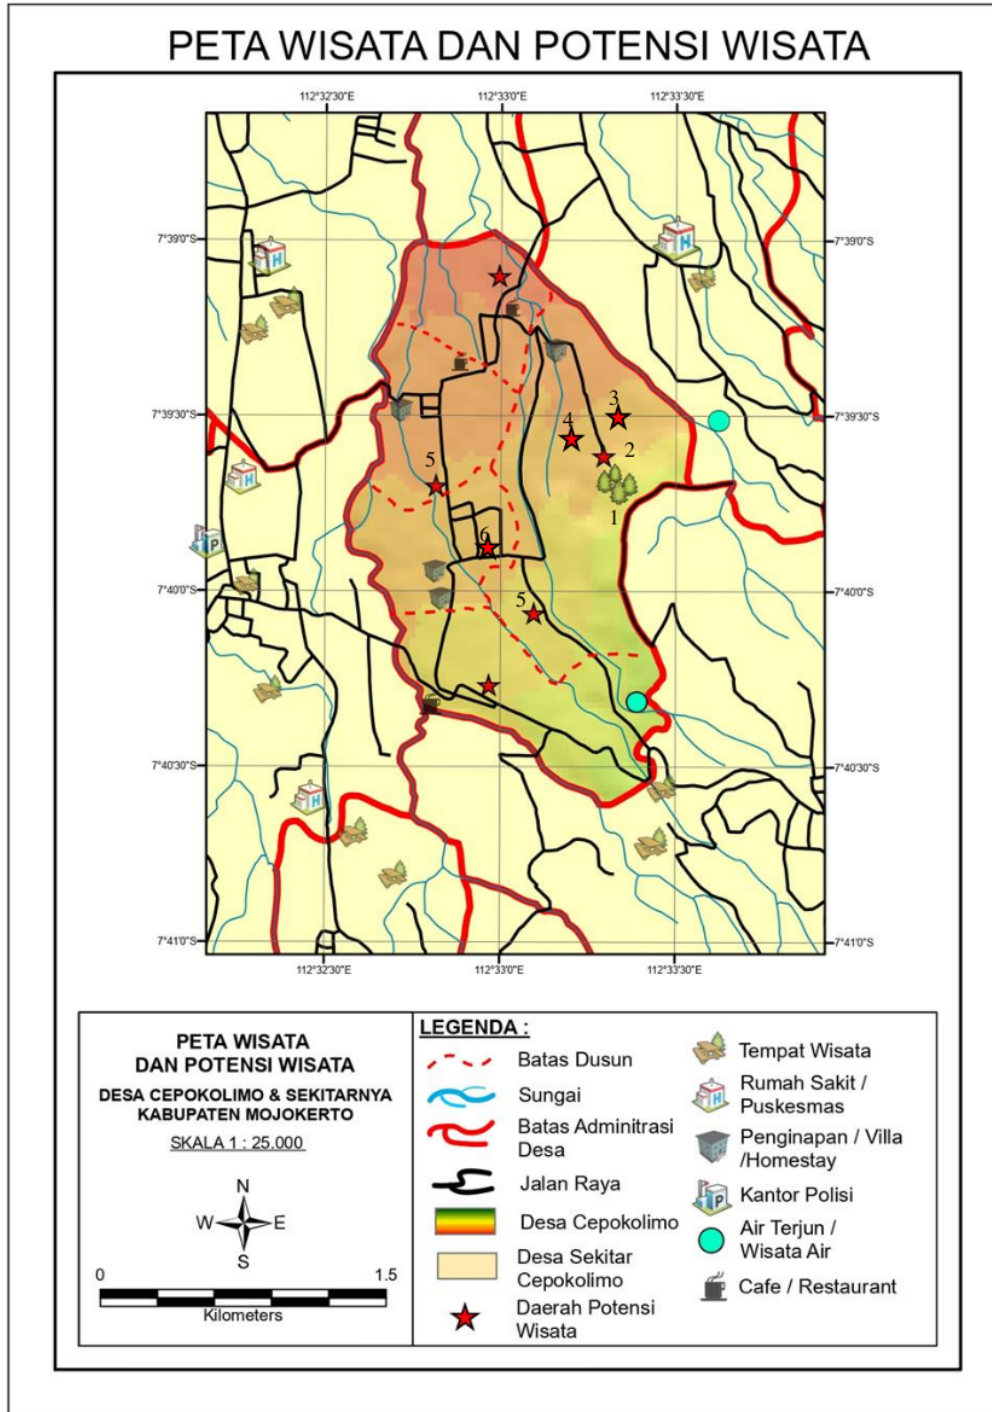 PETA WISATA DAN POTENSI WISATA
112°32'30"E
112°33'0"E
112°33'30"E
7°39'0"S
7°39'0"S
7°39'30"S
7°39'30"S
7°40'0"S
7°40'0"S
7°40'30"S
7°40'30"S
7°41'0"S
7°41'0"S
3
4
2
5
1
6
5
H
H
H
P
H
112°32'30"E
112°33'0"E
112°33'30"E
PETA WISATA
DAN POTENSI WISATA
DESA CEPOKOLIMO & SEKITARNYA
KABUPATEN MOJOKERTO
SKALA 1 : 25.000
N
W
E
S
0
1.5
Kilometers
LEGENDA :
Batas Dusun
Sungai
Batas Adminitrasi
Desa
Jalan Raya
Desa Cepokolimo
Desa Sekitar
Cepokolimo
Daerah Potensi
Wisata
Tempat Wisata
H
Rumah Sakit /
Puskesmas
Penginapan / Villa
/Homestay
P
Kantor Polisi
Air Terjun /
Wisata Air
Cafe / Restaurant